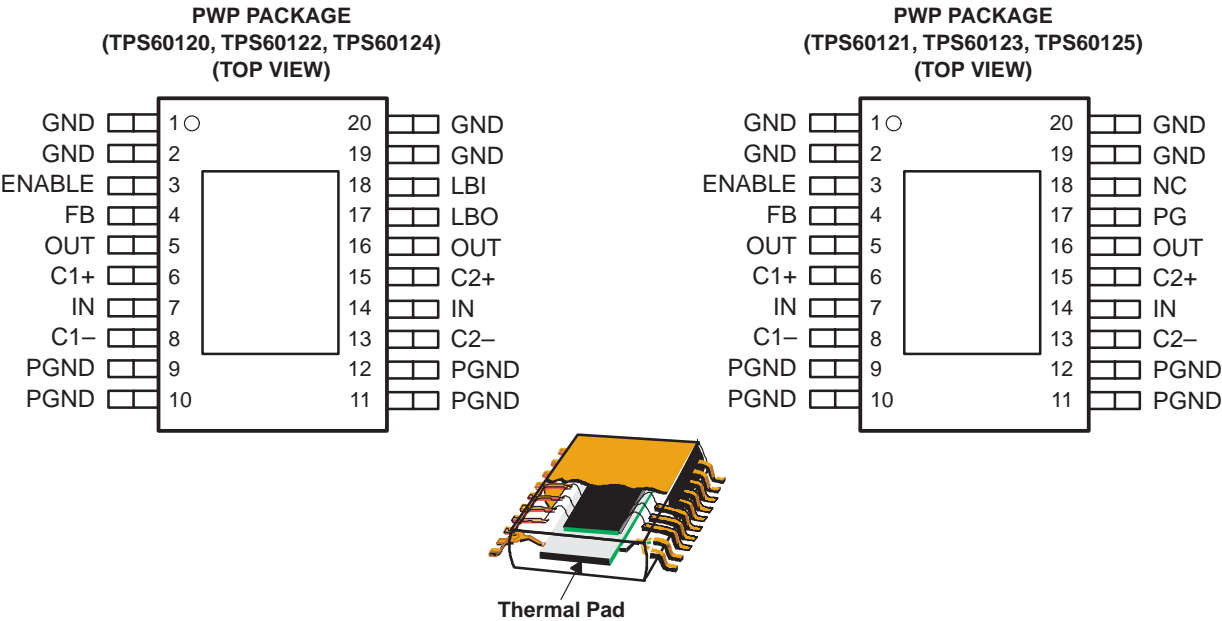 PWP PACKAGE
(TPS60120, TPS60122, TPS60124)
(TOP VIEW)
GND 1 20 GND
GND 2 19 GND
ENABLE 3 18 LBI
FB 4 17 LBO
OUT 5 16 OUT
C1+ 6 15 C2+
IN 7 14 IN
C1– 8 13 C2–
PGND 9 12 PGND
PGND 10 11 PGND
PWP PACKAGE
(TPS60121, TPS60123, TPS60125)
(TOP VIEW)
GND 1 20 GND
GND 2 19 GND
ENABLE 3 18 NC
FB 4 17 PG
OUT 5 16 OUT
C1+ 6 15 C2+
IN 7 14 IN
C1– 8 13 C2–
PGND 9 12 PGND
PGND 10 11 PGND
Thermal Pad